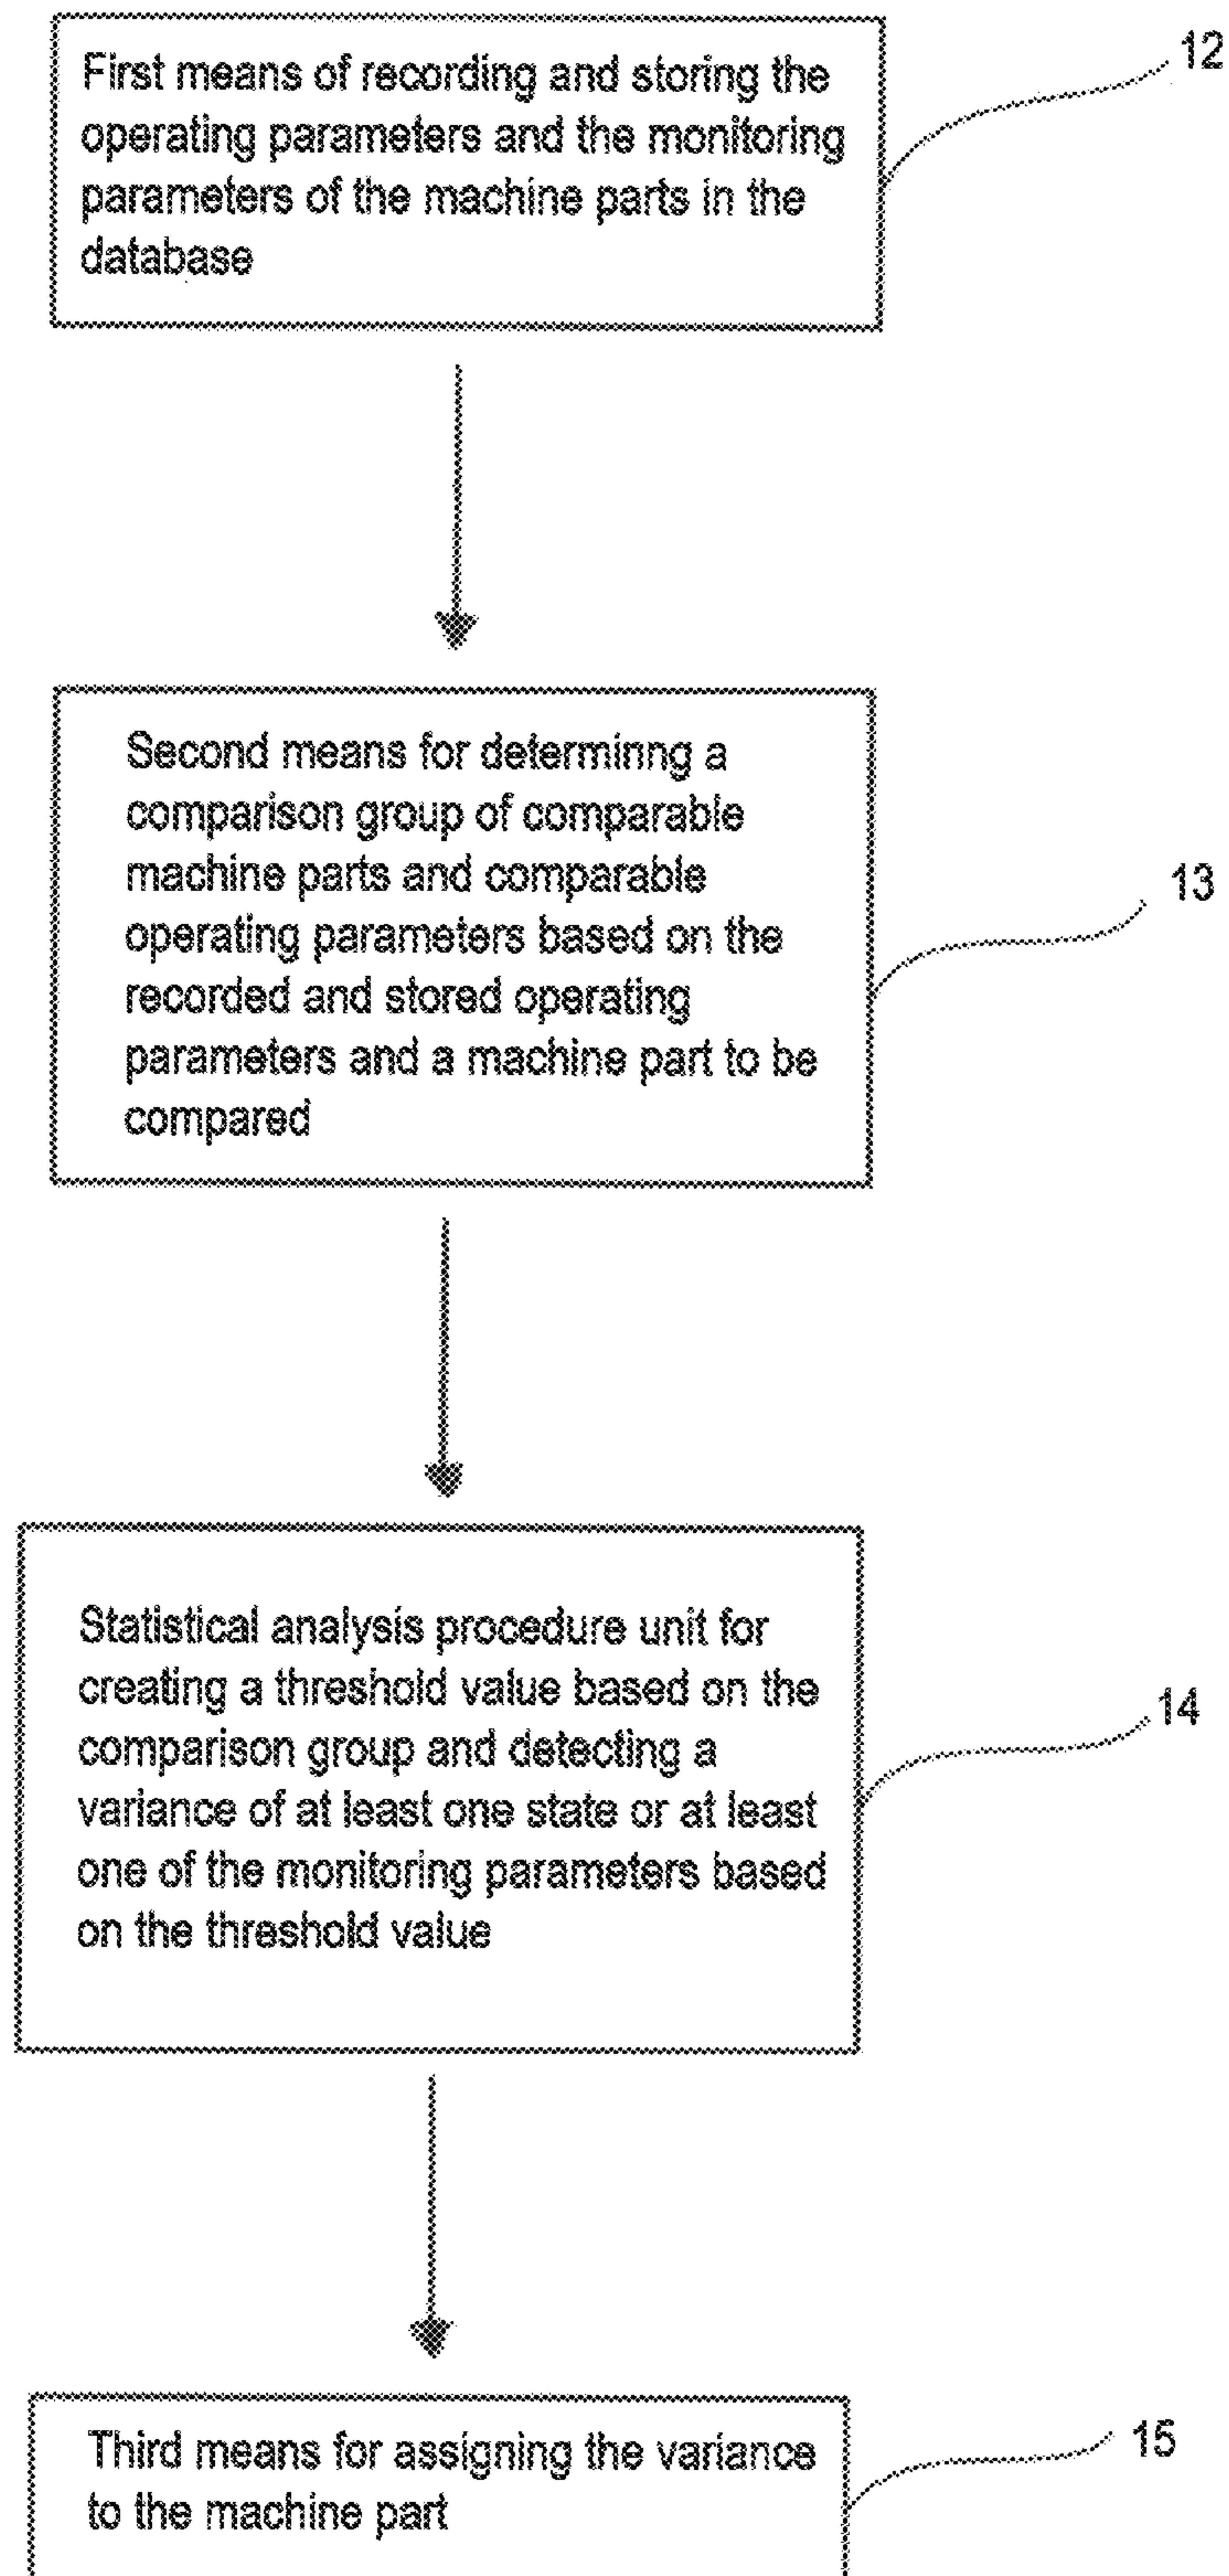 First means of recording and storing the
operating parameters and the monitoring
parameters of the machine parts in the
database
12
Second means for determinng a
comparison group of comparable
machine parts and comparable
operating parameters based on the
recorded and stored operating
parameters and a machine part to be
compared
13
Statistical analysis procedure unit for
creating a threshold value based on the
comparison group and detecting a
variance of at least one state or at least
one of the monitoring parameters based
on the threshold value
14
Third means for assigning the variance
to the machine part
15